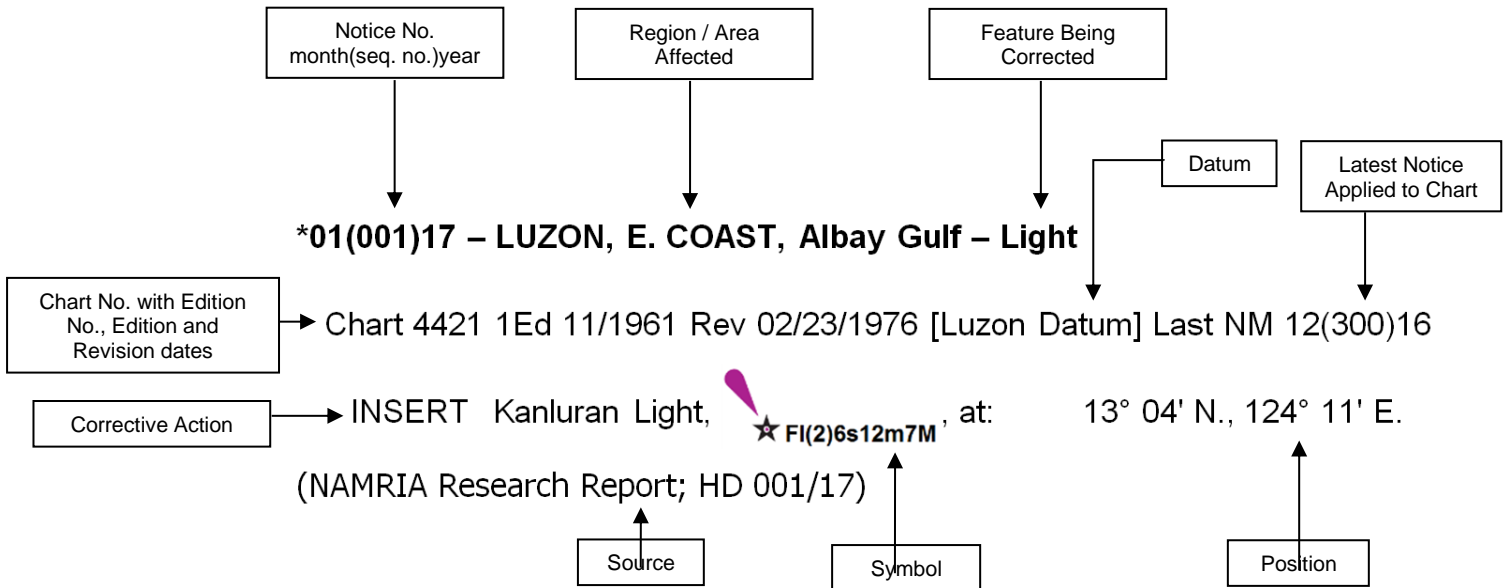 Notice No.
month(seq. no.)year
Region / Area
Affected
Feature Being
Corrected
Datum
Latest Notice
Applied to Chart
*01(001)17 – LUZON, E. COAST, Albay Gulf – Light
Chart No. with Edition
No., Edition and
Revision dates
Chart 4421 1Ed 11/1961 Rev 02/23/1976 [Luzon Datum] Last NM 12(300)16
Corrective Action
INSERT Kanluran Light, Fl(2)6s12m7M , at: 13° 04' N., 124° 11' E.
(NAMRIA Research Report; HD 001/17)
Source
Symbol
Position